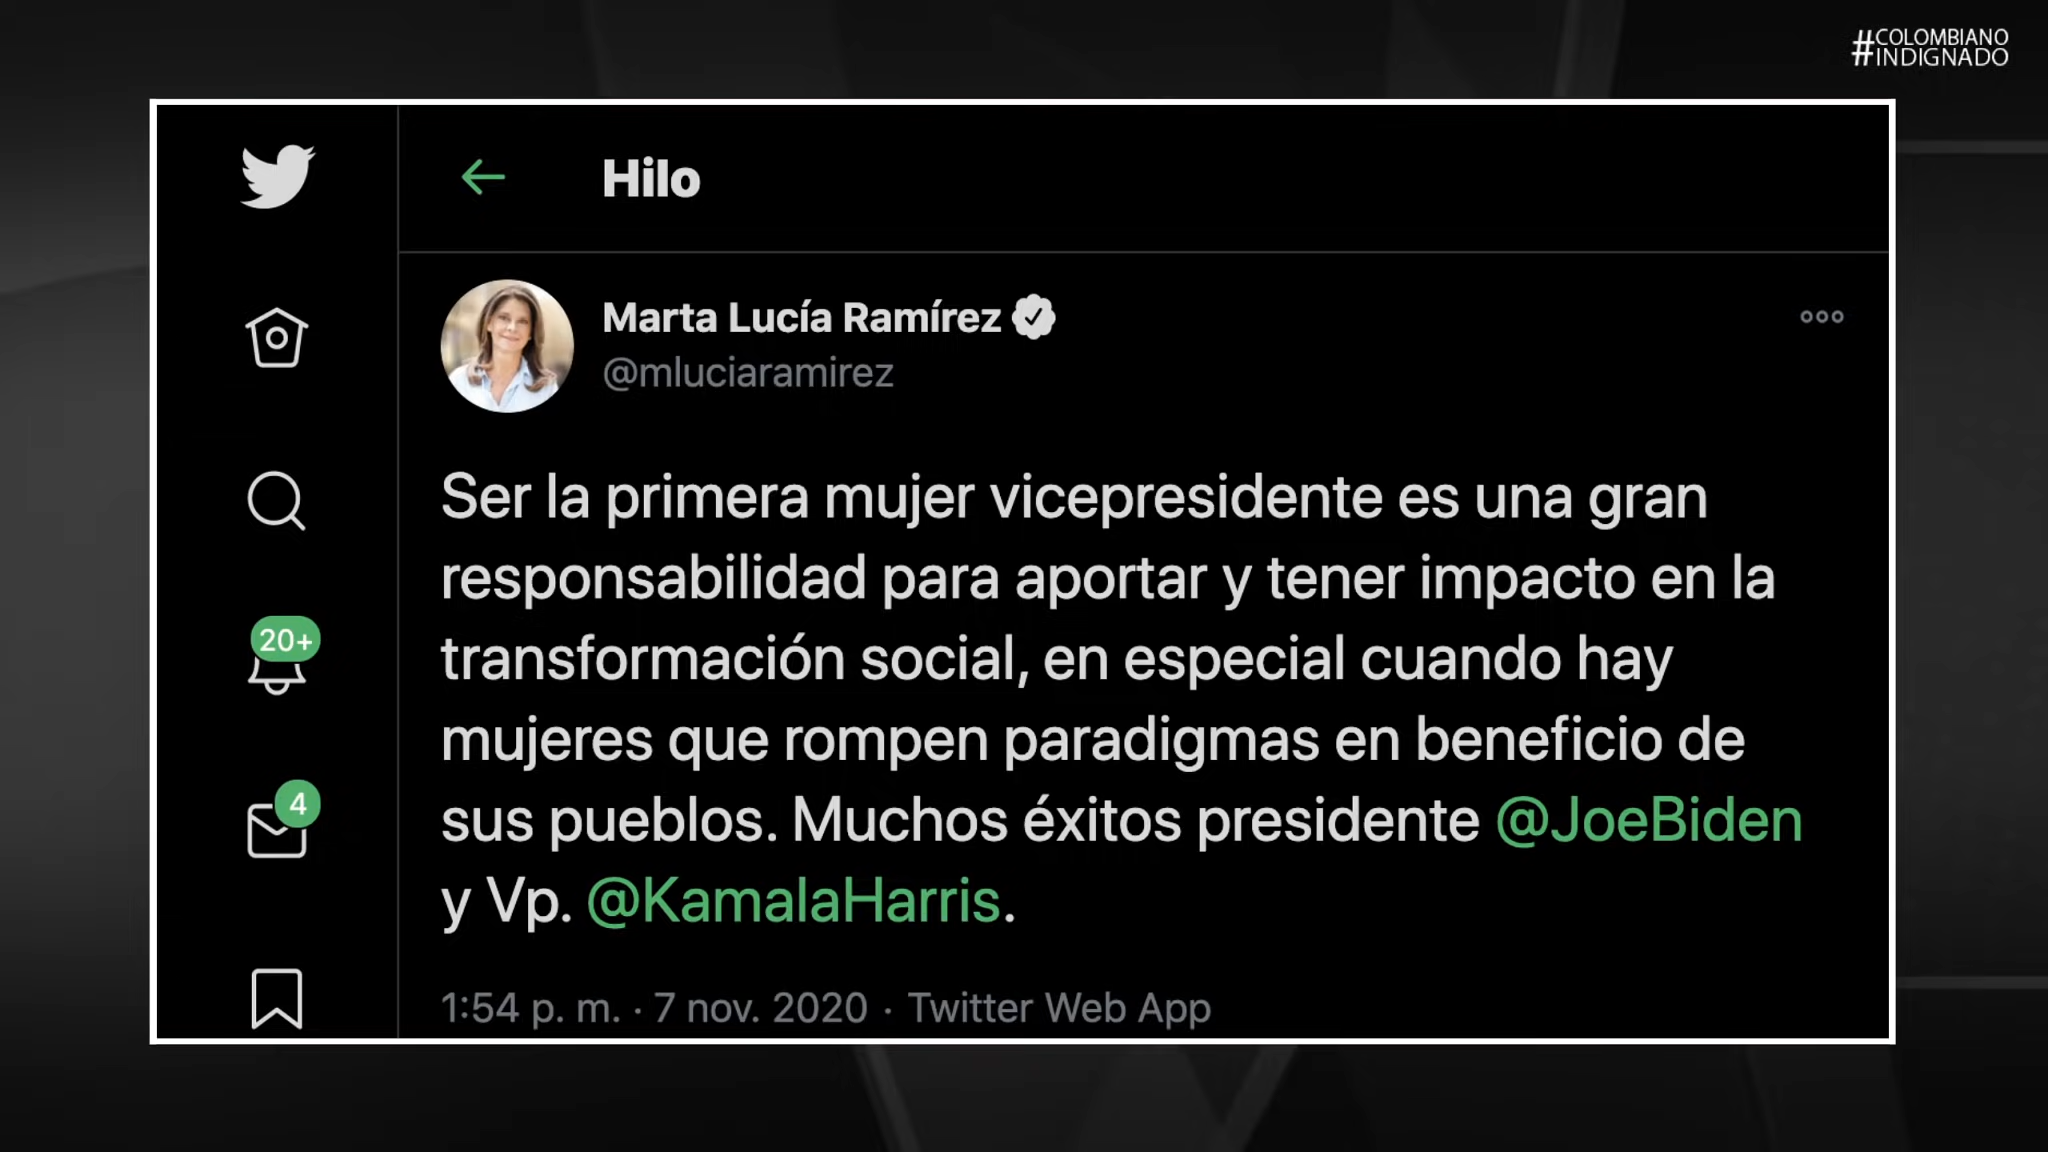 #COLOMBIANO
INDIGNADO
Hilo
Marta Lucía Ramírez
@mluciaramirez
Ser la primera mujer vicepresidente es una gran
responsabilidad para aportar y tener impacto en la
transformación social, en especial cuando hay
mujeres que rompen paradigmas en beneficio de
sus pueblos. Muchos éxitos presidente @JoeBiden
y Vp. @KamalaHarris.
1:54 p. m. · 7 nov. 2020 · Twitter Web App
20+
4